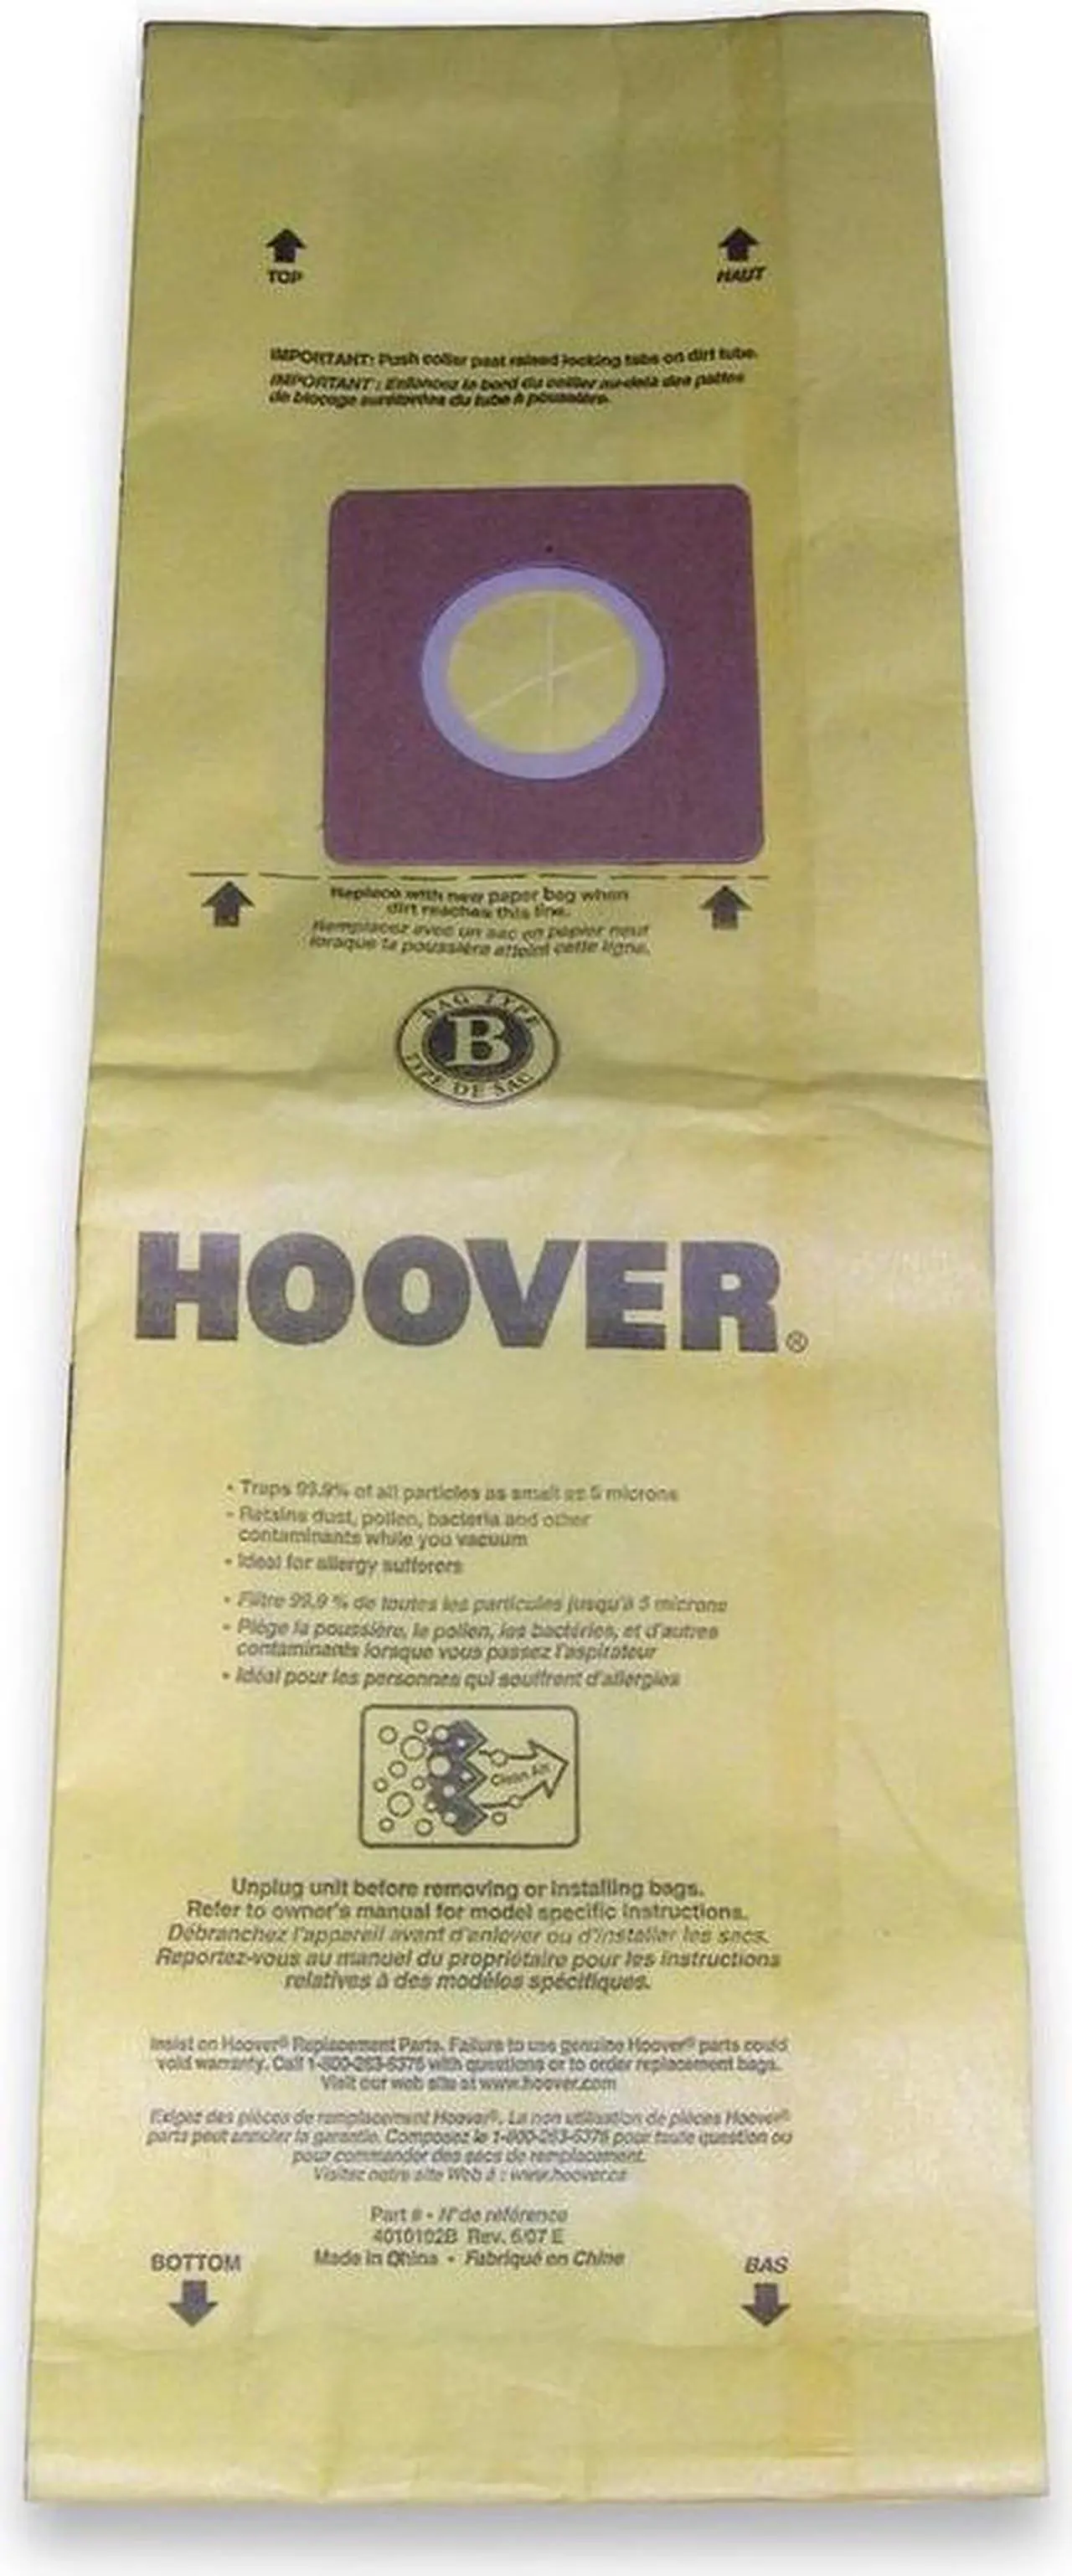 TOP
HAUT
IMPORTANT: Push collar past raised locking tabs on dirt tube.
IMPORTANT : Enfoncez le bord du collier au-delà des pattes
de blocage surélevées du tube à poussière.
Replace with new paper bag when
dirt reaches this line.
Remplacez avec un sac en papier neuf
lorsque la poussière atteint cette ligne.
BAG TYPE
B
TYPE DE SAC
HOOVER®
• Traps 99.9% of all particles as small as 5 microns
• Retains dust, pollen, bacteria and other
contaminants while you vacuum
• Ideal for allergy sufferers
• Filtre 99,9 % de toutes les particules jusqu'à 5 microns
• Piège la poussière, le pollen, les bactéries, et d'autres
contaminants lorsque vous passez l'aspirateur
• Idéal pour les personnes qui souffrent d'allergies
Clean Air
Unplug unit before removing or installing bags.
Refer to owner's manual for model specific instructions.
Débranchez l'appareil avant d'enlever ou d'installer les sacs.
Reportez-vous au manuel du propriétaire pour les instructions
relatives à des modèles spécifiques.
Insist on Hoover® Replacement Parts. Failure to use genuine Hoover® parts could
void warranty. Call 1-800-263-6376 with questions or to order replacement bags.
Visit our web site at www.hoover.com
Exigez des pièces de remplacement Hoover®. La non utilisation de pièces Hoover®
parts peut annuler la garantie. Composez le 1-800-263-6376 pour toute question ou
pour commander des sacs de remplacement.
Visitez notre site Web à : www.hoover.ca
Part # - N° de référence
4010102B Rev. 6/07 E
Made in China • Fabriqué en Chine
BOTTOM
BAS